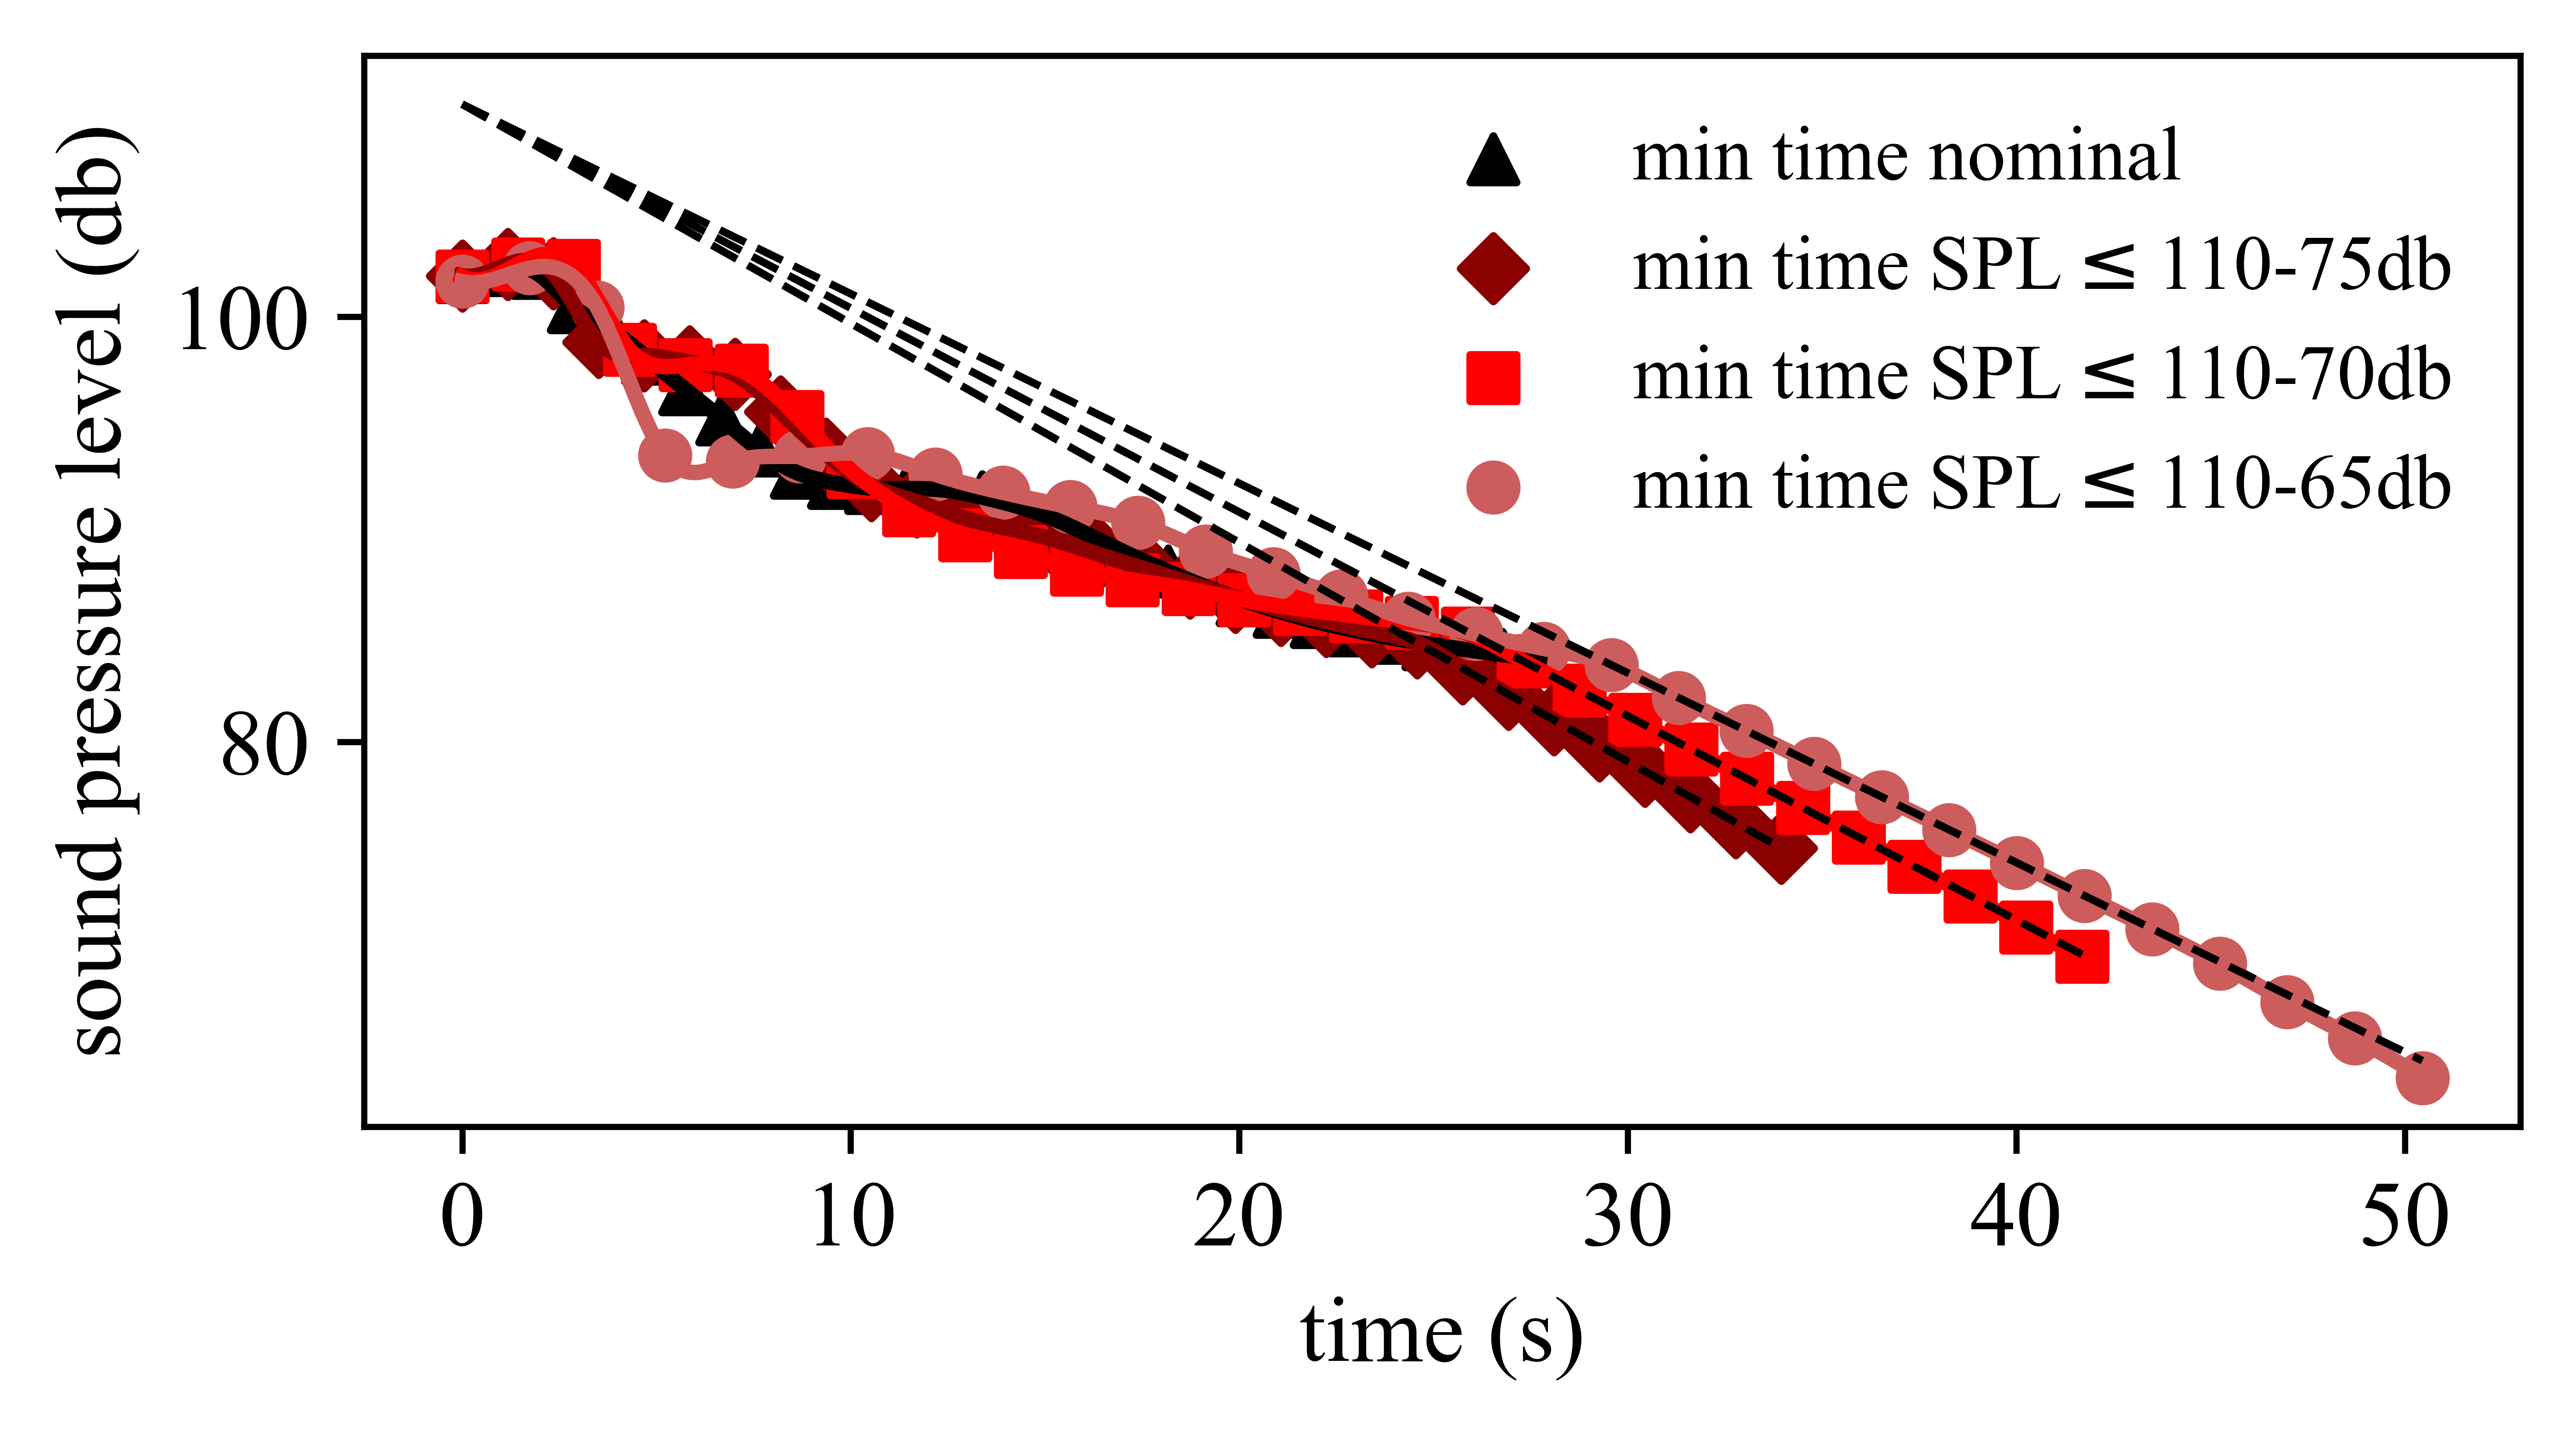 sound pressure level (db)
100
80
min time nominal
min time SPL ≤ 110-75db
min time SPL ≤ 110-70db
min time SPL ≤ 110-65db
0 10 20 30 40 50
time (s)